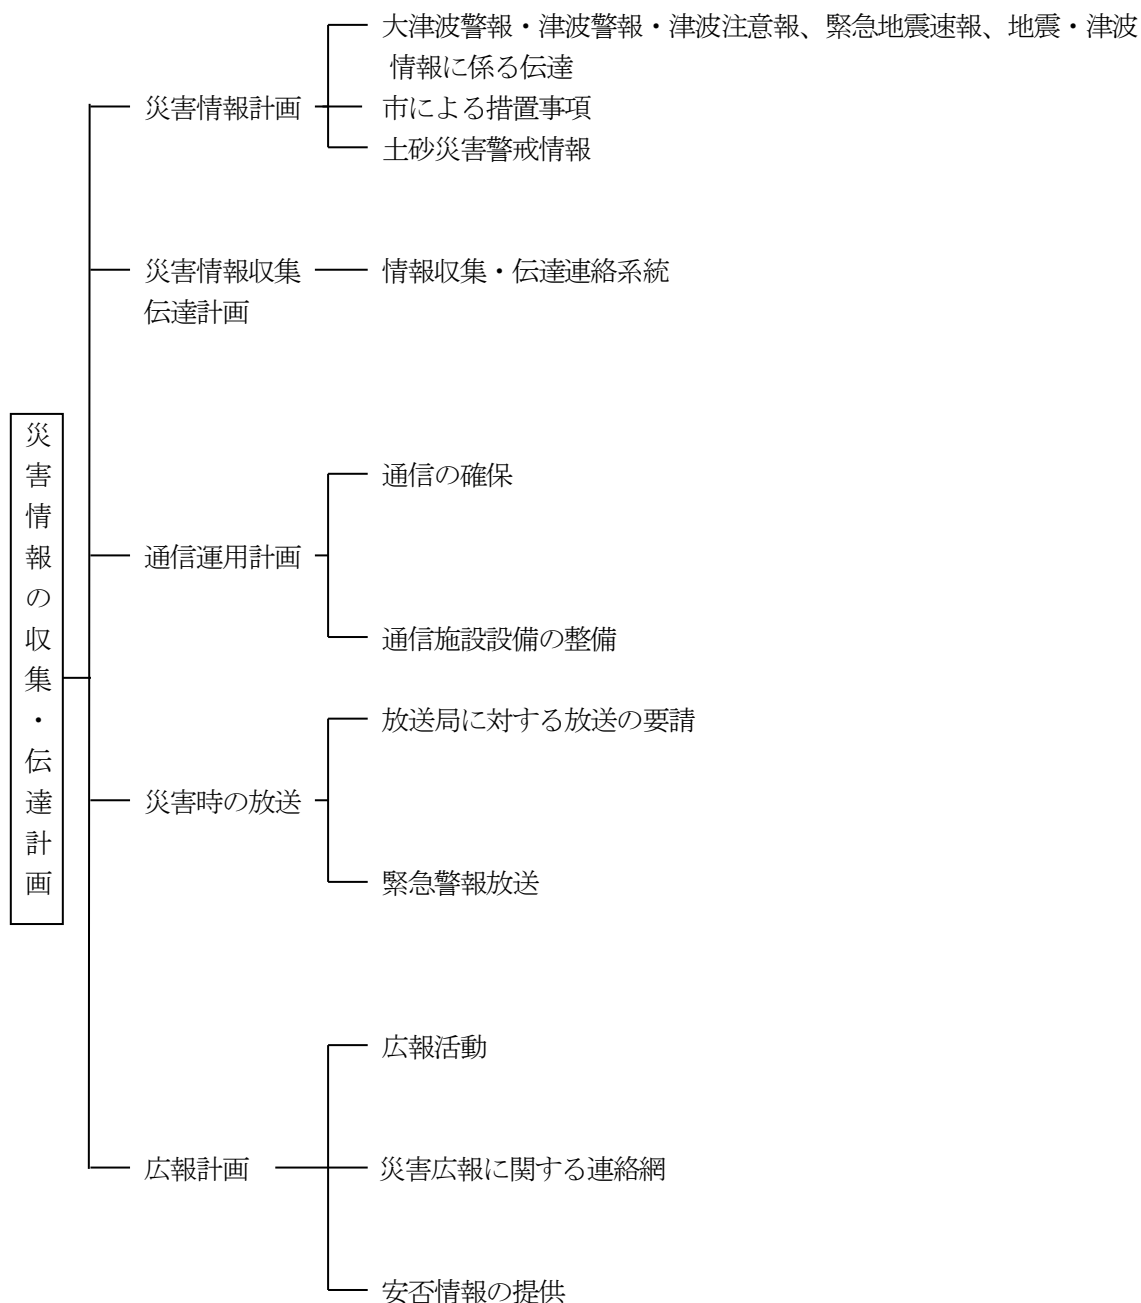 災害情報の収集・伝達計画
災害情報計画
大津波警報・津波警報・津波注意報、緊急地震速報、地震・津波
情報に係る伝達
市による措置事項
土砂災害警戒情報
災害情報収集
伝達計画
情報収集・伝達連絡系統
通信運用計画
通信の確保
通信施設設備の整備
災害時の放送
放送局に対する放送の要請
緊急警報放送
広報計画
広報活動
災害広報に関する連絡網
安否情報の提供